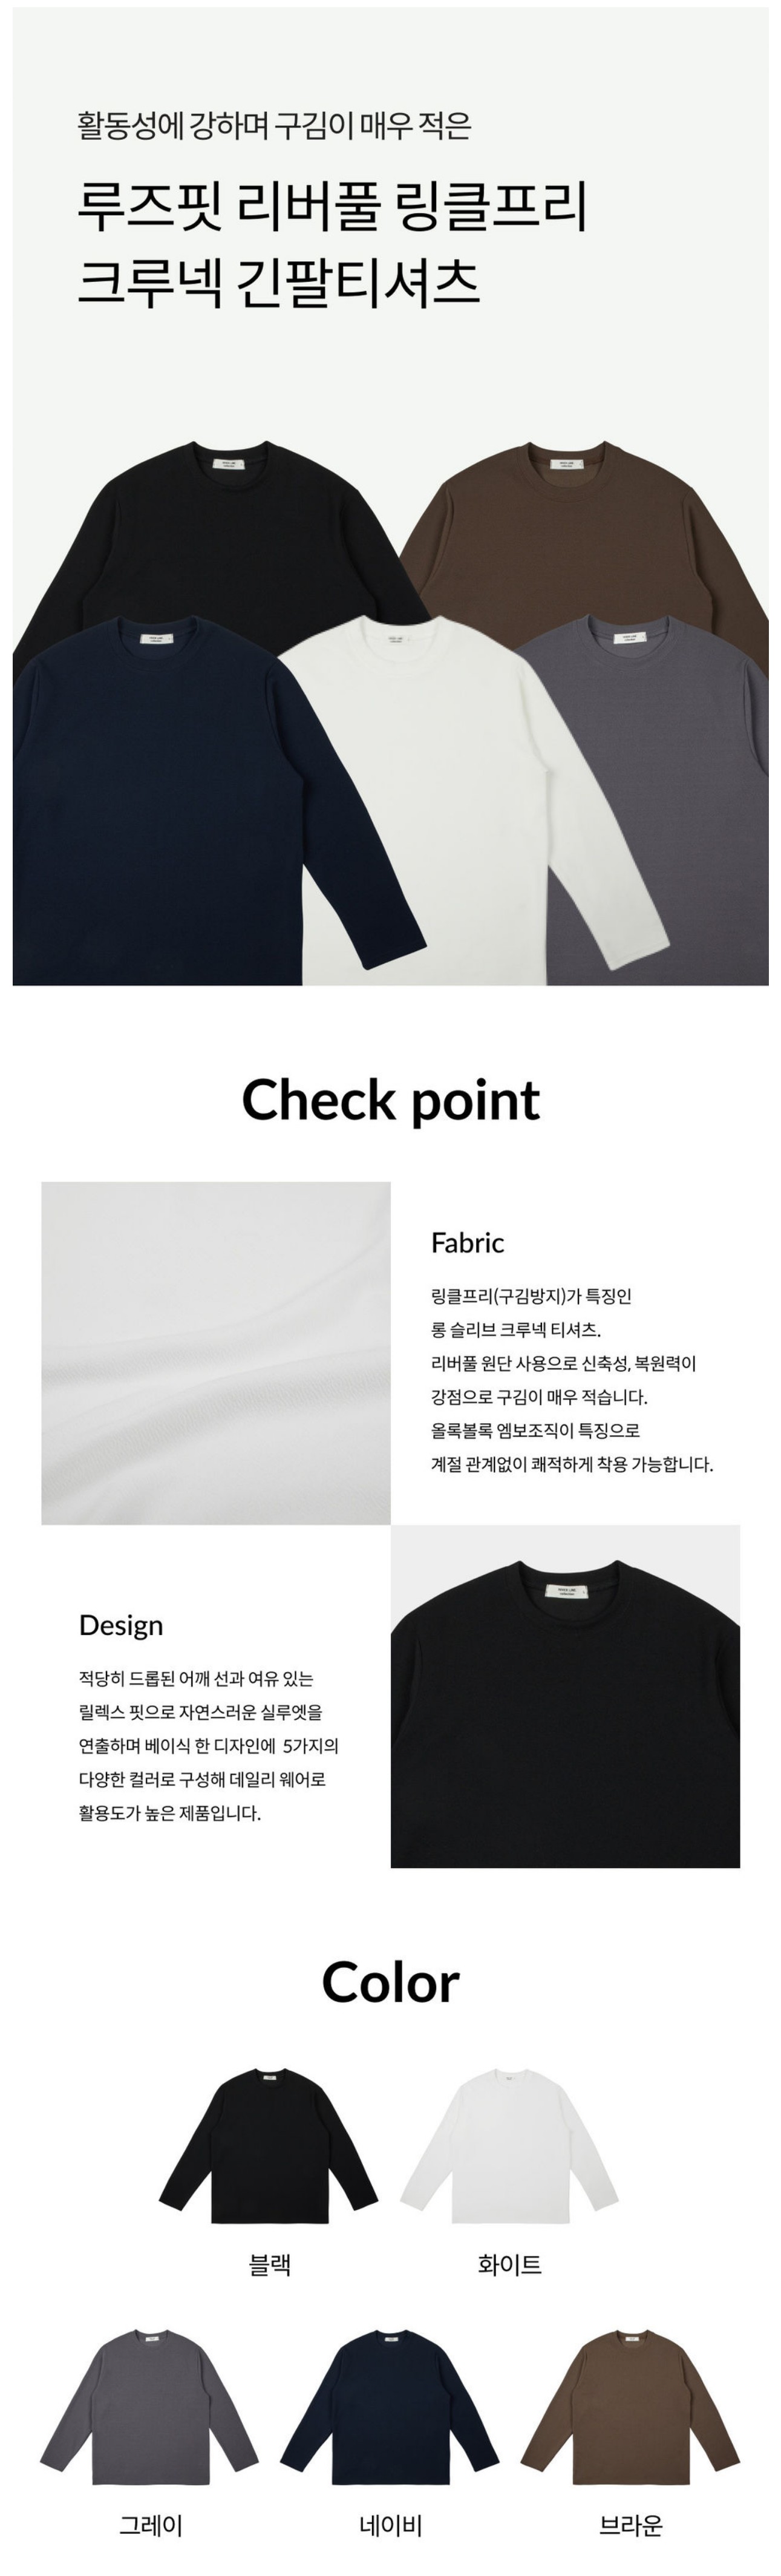 활동성에 강하며 구김이 매우 적은
루즈핏 리버풀 링클프리
크루넥 긴팔티셔츠
Check point
Fabric
링클프리(구김방지)가 특징인
롱 슬리브 크루넥 티셔츠.
리버풀 원단 사용으로 신축성, 복원력이
강점으로 구김이 매우 적습니다.
올록볼록 엠보조직이 특징으로
계절 관계없이 쾌적하게 착용 가능합니다.
Design
적당히 드롭된 어깨 선과 여유 있는
릴렉스 핏으로 자연스러운 실루엣을
연출하며 베이식 한 디자인에 5가지의
다양한 컬러로 구성해 데일리 웨어로
활용도가 높은 제품입니다.
Color
블랙
화이트
그레이
네이비
브라운